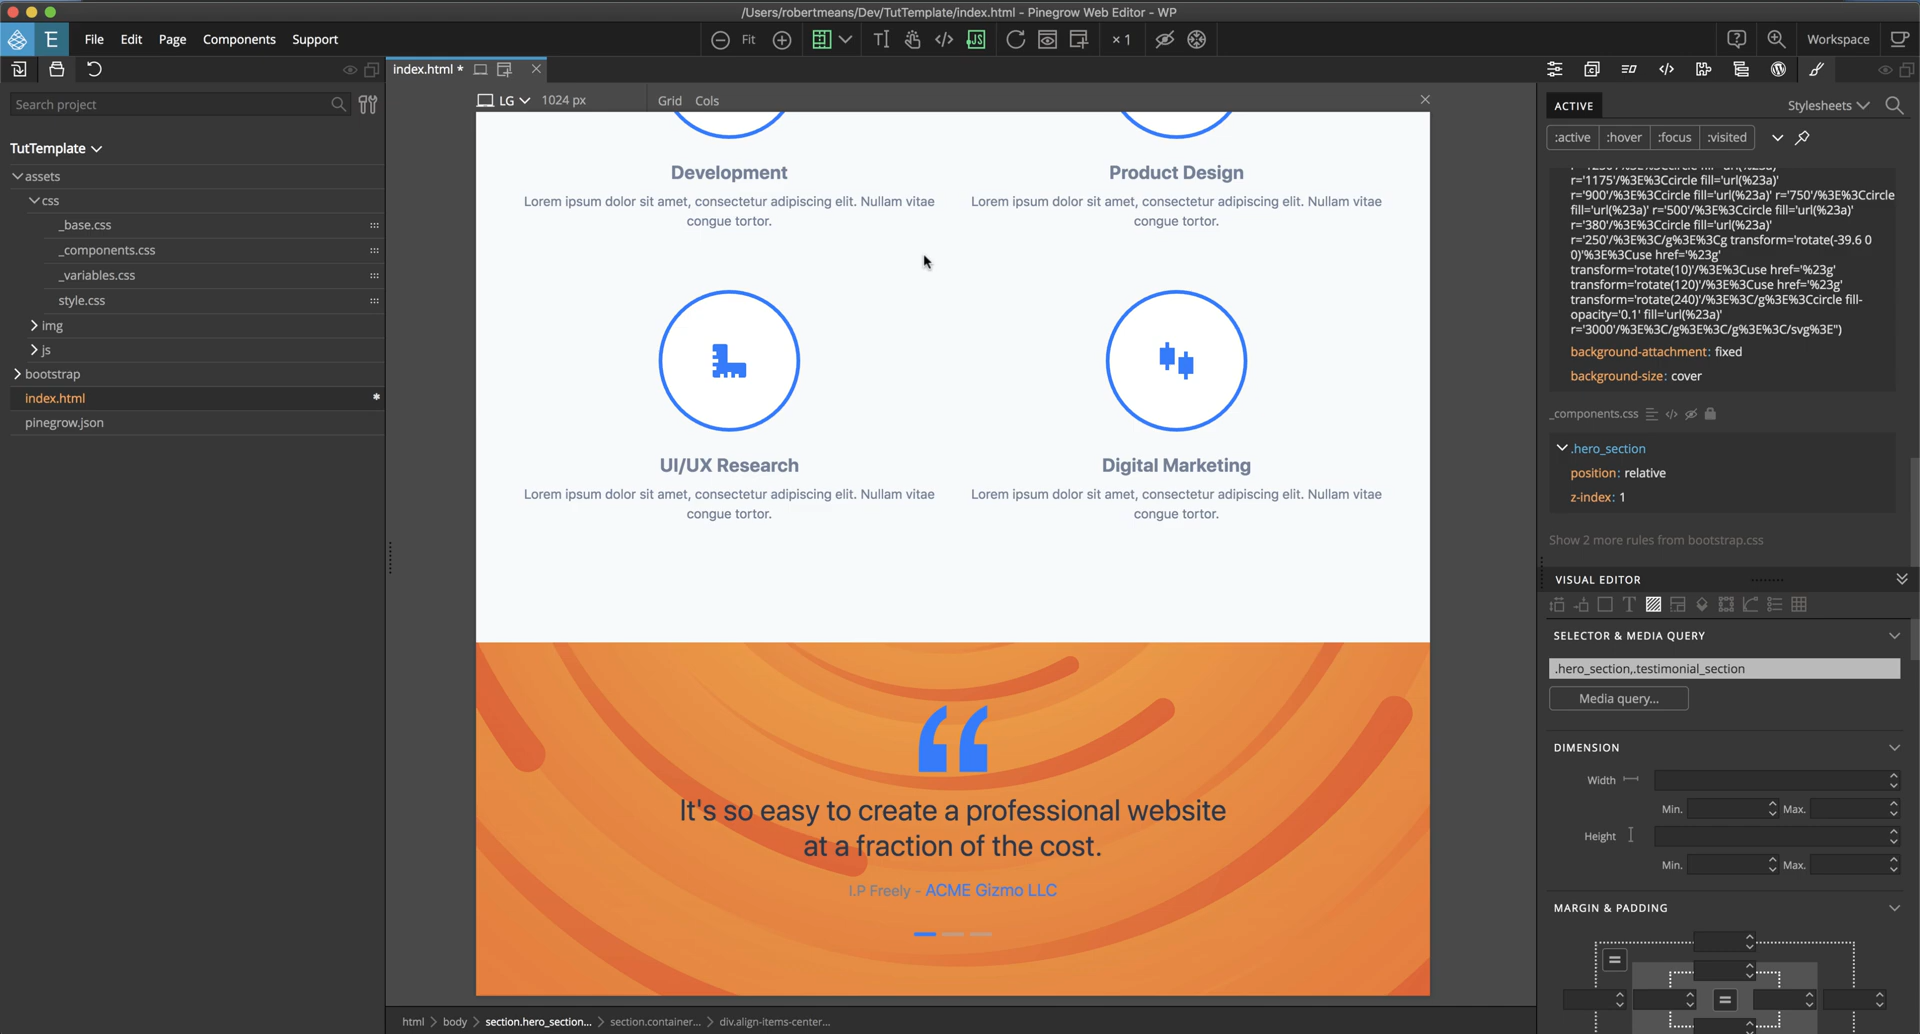 /Users/robertmeans/Dev/TutTemplate/index.html - Pinegrow Web Editor - WP
File Edit Page Components Support
Fit
× 1
Workspace
index.html *
LG 1024 px Grid Cols
Search project
TutTemplate
assets
css
_base.css
_components.css
_variables.css
style.css
img
js
bootstrap
index.html *
pinegrow.json
Development
Lorem ipsum dolor sit amet, consectetur adipiscing elit. Nullam vitae
congue tortor.
Product Design
Lorem ipsum dolor sit amet, consectetur adipiscing elit. Nullam vitae
congue tortor.
UI/UX Research
Lorem ipsum dolor sit amet, consectetur adipiscing elit. Nullam vitae
congue tortor.
Digital Marketing
Lorem ipsum dolor sit amet, consectetur adipiscing elit. Nullam vitae
congue tortor.
“
It's so easy to create a professional website
at a fraction of the cost.
I.P Freely - ACME Gizmo LLC
html > body > section.hero_section... > section.container... > div.align-items-center...
ACTIVE
Stylesheets
:active :hover :focus :visited
r='1175'/%3E%3Ccircle fill='url(%23a)'
r='900'/%3E%3Ccircle fill='url(%23a)' r='750'/%3E%3Ccircle
fill='url(%23a)' r='500'/%3E%3Ccircle fill='url(%23a)'
r='380'/%3E%3Ccircle fill='url(%23a)'
r='250'/%3E%3C/g%3E%3Cg transform='rotate(-39.6 0
0)'%3E%3Cuse href='%23g'
transform='rotate(10)'/%3E%3Cuse href='%23g'
transform='rotate(120)'/%3E%3Cuse href='%23g'
transform='rotate(240)'/%3E%3C/g%3E%3Ccircle fill-
opacity='0.1' fill='url(%23a)'
r='3000'/%3E%3C/g%3E%3C/g%3E%3C/svg%3E")
background-attachment: fixed
background-size: cover
_components.css
.hero_section
position: relative
z-index: 1
Show 2 more rules from bootstrap.css
VISUAL EDITOR
SELECTOR & MEDIA QUERY
.hero_section,.testimonial_section
Media query...
DIMENSION
Width
Min. Max.
Height
Min. Max.
MARGIN & PADDING